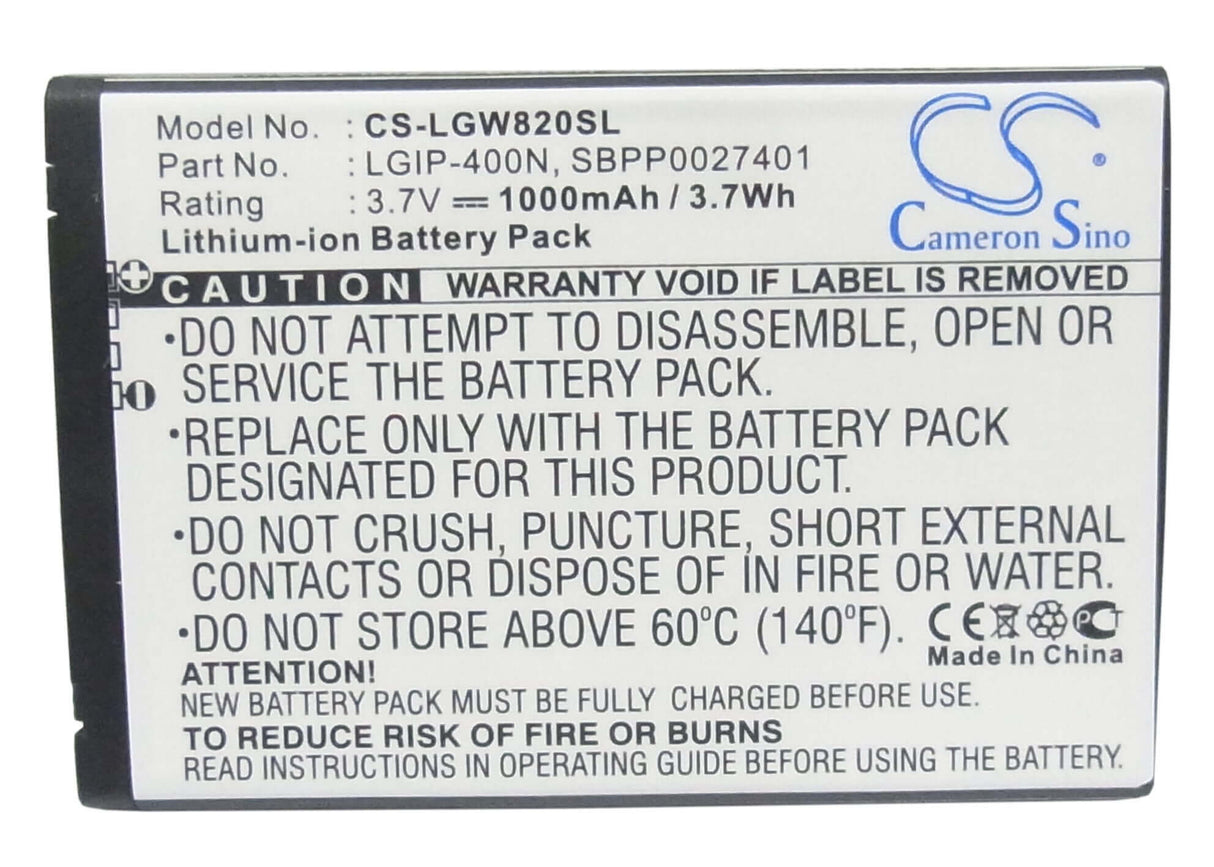 Model No. : CS-LGW820SL
Part No. : LGIP-400N, SBPP0027401
Rating : 3.7V ⎓ 1000mAh / 3.7Wh
Lithium-ion Battery Pack
CS ®
Cameron Sino
CAUTION WARRANTY VOID IF LABEL IS REMOVED
•DO NOT ATTEMPT TO DISASSEMBLE, OPEN OR
SERVICE THE BATTERY PACK.
•REPLACE ONLY WITH THE BATTERY PACK
DESIGNATED FOR THIS PRODUCT.
•DO NOT CRUSH, PUNCTURE, SHORT EXTERNAL
CONTACTS OR DISPOSE OF IN FIRE OR WATER.
•DO NOT STORE ABOVE 60°C (140°F). CE PCT
Made In China
ATTENTION!
NEW BATTERY PACK MUST BE FULLY CHARGED BEFORE USE.
TO REDUCE RISK OF FIRE OR BURNS
READ INSTRUCTIONS IN OPERATING GUIDE BEFORE USING THE BATTERY.